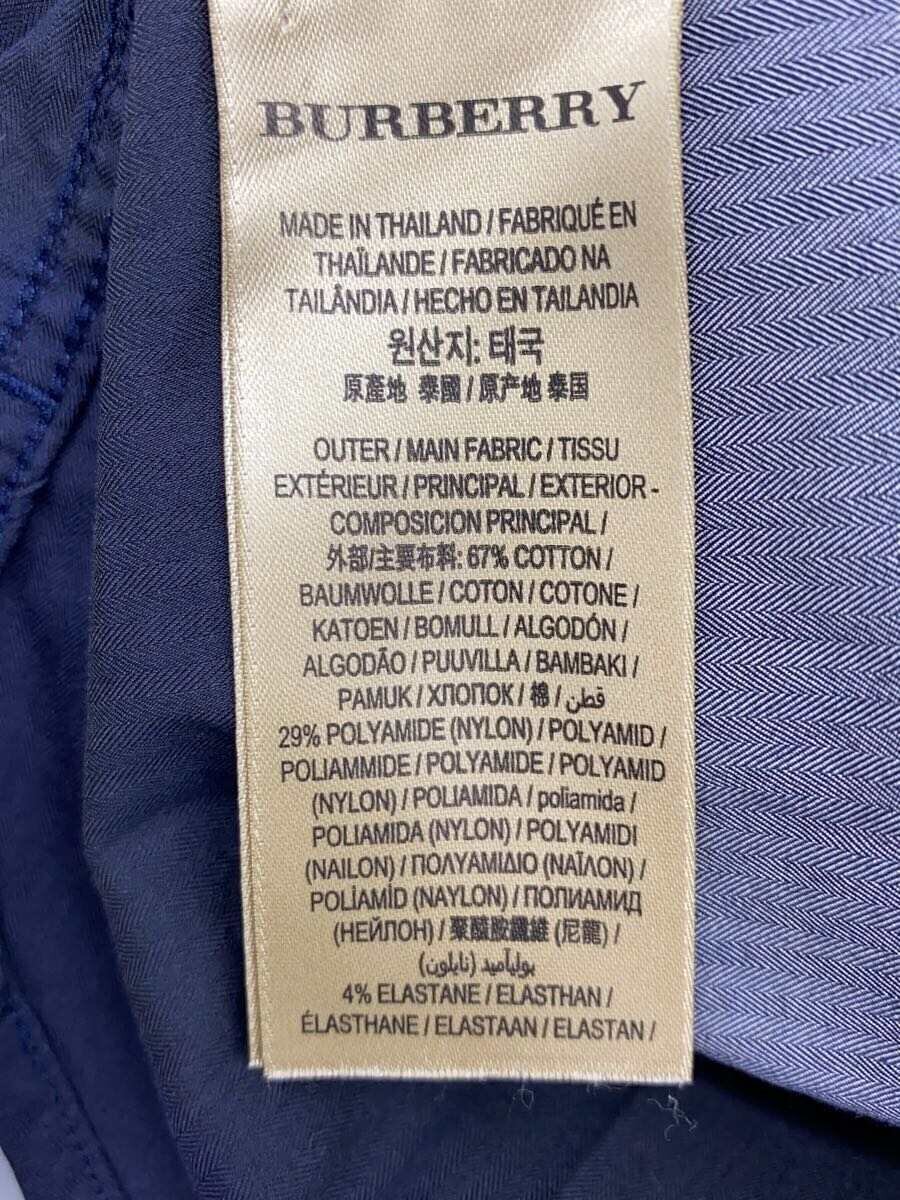 BURBERRY
MADE IN THAILAND / FABRIQUÉ EN
THAÏLANDE / FABRICADO NA
TAILÂNDIA / HECHO EN TAILANDIA
원산지: 태국
原產地 泰國 / 原产地 泰国
OUTER / MAIN FABRIC / TISSU
EXTÉRIEUR / PRINCIPAL / EXTERIOR -
COMPOSICION PRINCIPAL /
外部/主要布料: 67% COTTON /
BAUMWOLLE / COTON / COTONE /
KATOEN / BOMULL / ALGODÓN /
ALGODÃO / PUUVILLA / BAMBAKI /
PAMUK / ХЛОПОК / 棉 / قطن
29% POLYAMIDE (NYLON) / POLYAMID /
POLIAMMIDE / POLYAMIDE / POLYAMID
(NYLON) / POLIAMIDA / poliamida /
POLIAMIDA (NYLON) / POLYAMIDI
(NAILON) / ΠΟΛΥΑΜΙΔΙΟ (ΝΑΪΛΟΝ) /
POLİAMİD (NAYLON) / ПОЛИАМИД
(НЕЙЛОН) / 聚醯胺纖維 (尼龍) /
بولياميد (نايلون)
4% ELASTANE / ELASTHAN /
ÉLASTHANE / ELASTAAN / ELASTAN /